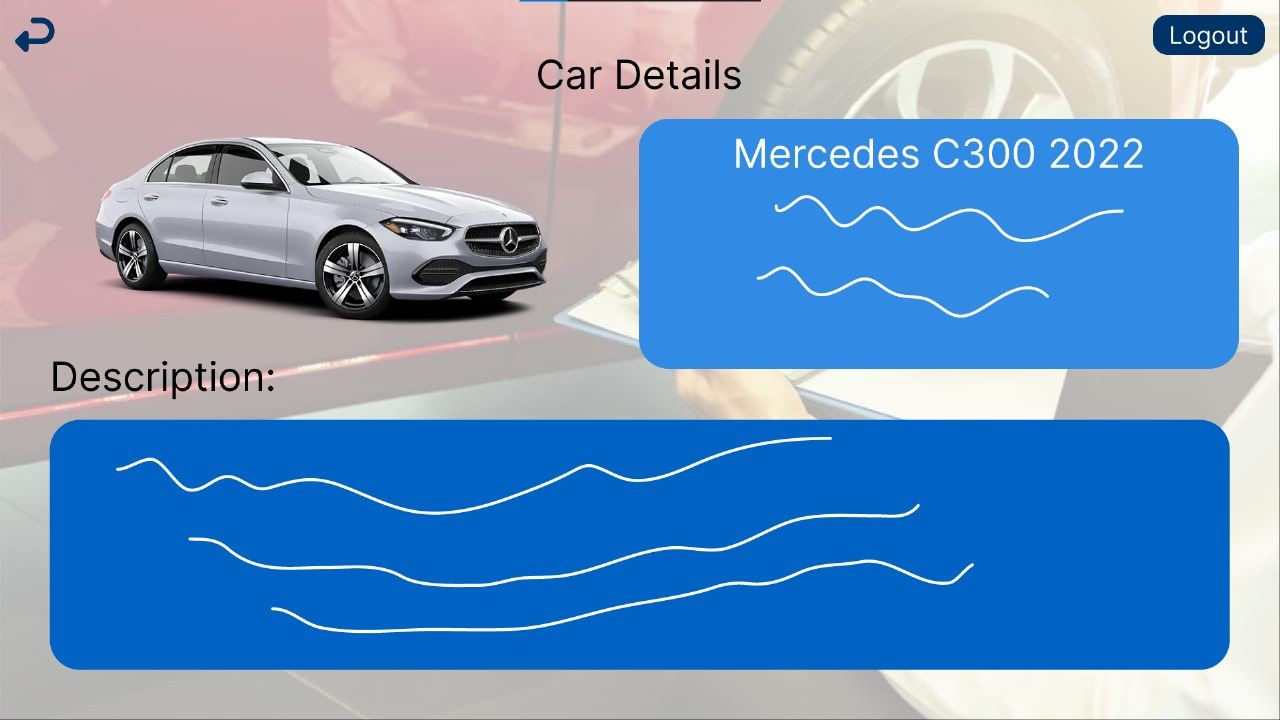 Logout
Car Details
Mercedes C300 2022
Description: